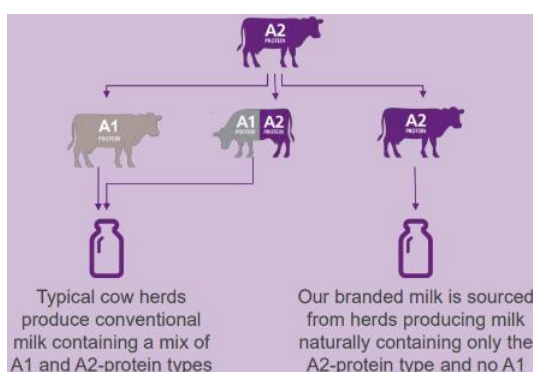 A2
PROTEIN
A1
PROTEIN
A1 A2
PROTEIN PROTEIN
A2
PROTEIN
Typical cow herds
produce conventional
milk containing a mix of
A1 and A2-protein types
Our branded milk is sourced
from herds producing milk
naturally containing only the
A2-protein type and no A1